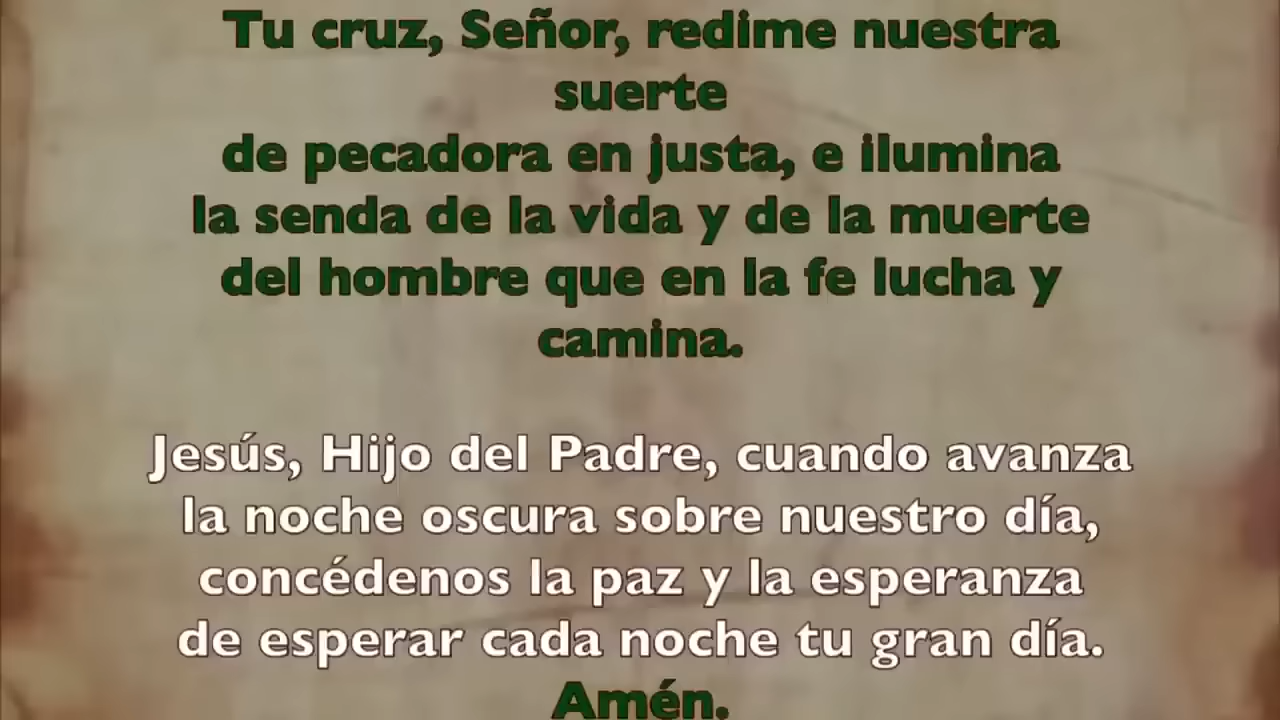 Tu cruz, Señor, redime nuestra
suerte
de pecadora en justa, e ilumina
la senda de la vida y de la muerte
del hombre que en la fe lucha y
camina.
Jesús, Hijo del Padre, cuando avanza
la noche oscura sobre nuestro día,
concédenos la paz y la esperanza
de esperar cada noche tu gran día.
Amén.